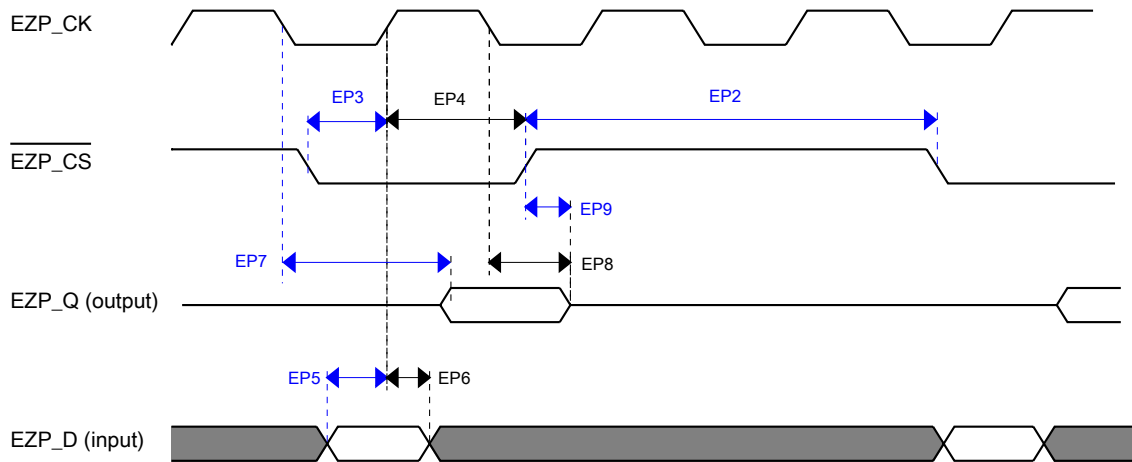 EZP_CK
EP3
EP4
EP2
EZP_CS
EP9
EP7
EP8
EZP_Q (output)
EP5
EP6
EZP_D (input)